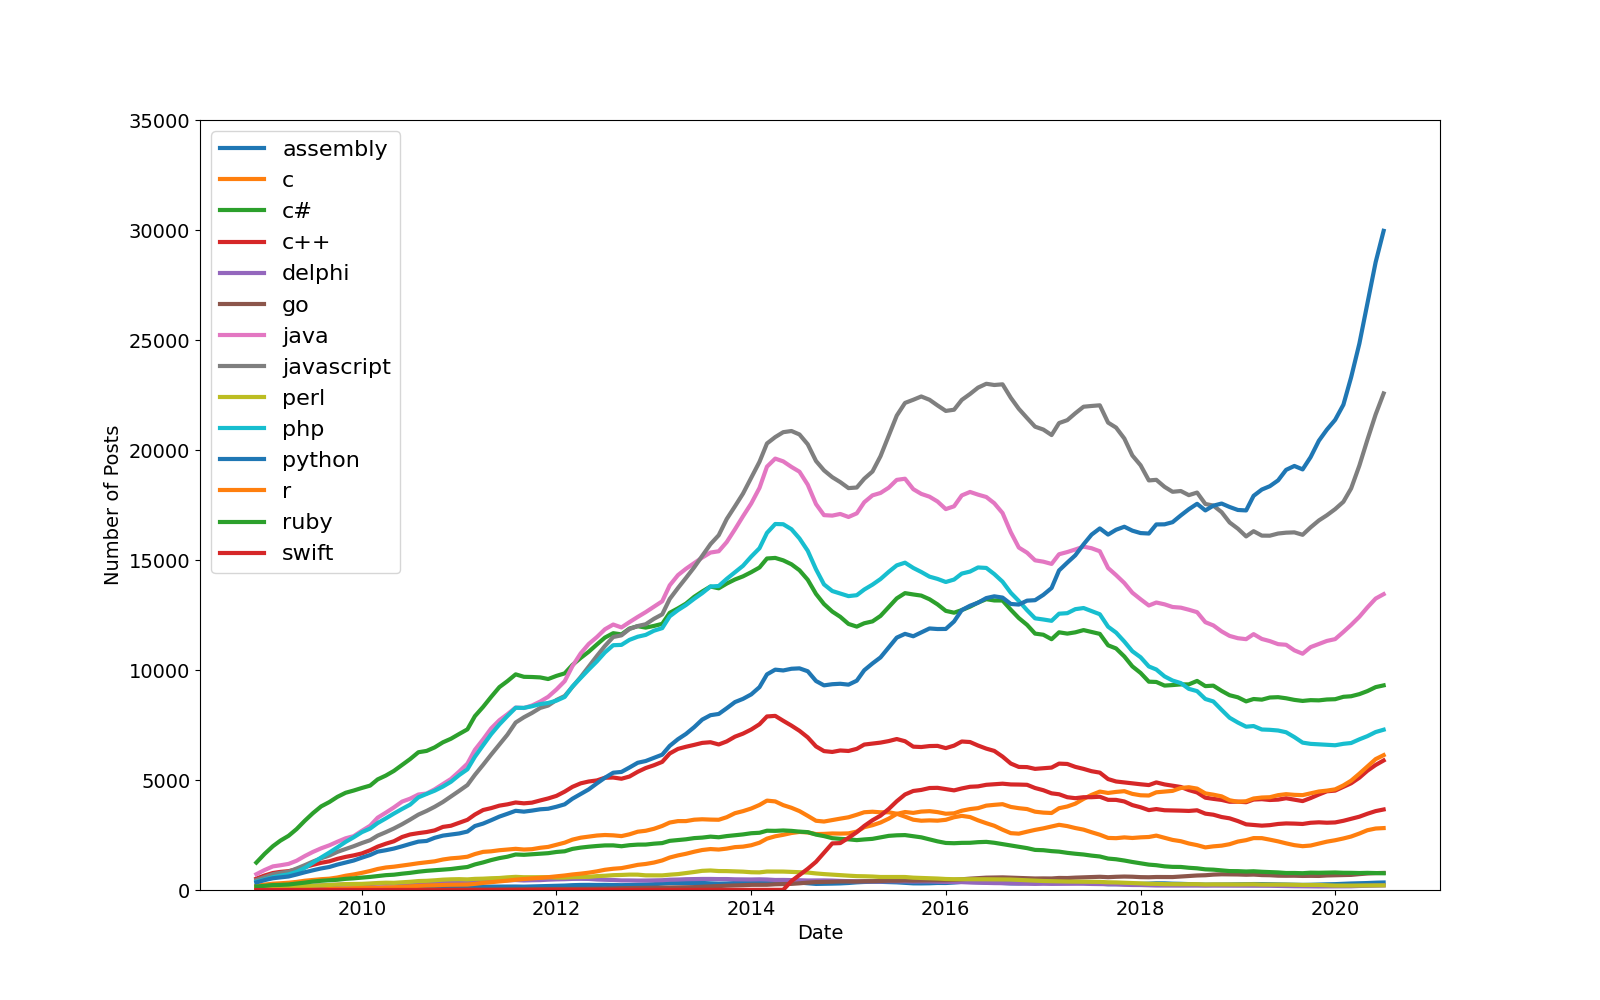 35000
30000
25000
20000
15000
10000
5000
0
Number of Posts
assembly
c
c#
c++
delphi
go
java
javascript
perl
php
python
r
ruby
swift
2010 2012 2014 2016 2018 2020
Date